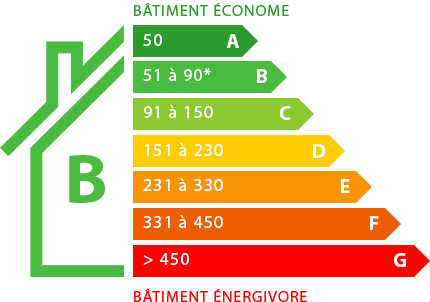 BÂTIMENT ÉCONOME
50 A
51 à 90* B
91 à 150 C
151 à 230 D
231 à 330 E
331 à 450 F
> 450 G
B
BÂTIMENT ÉNERGIVORE